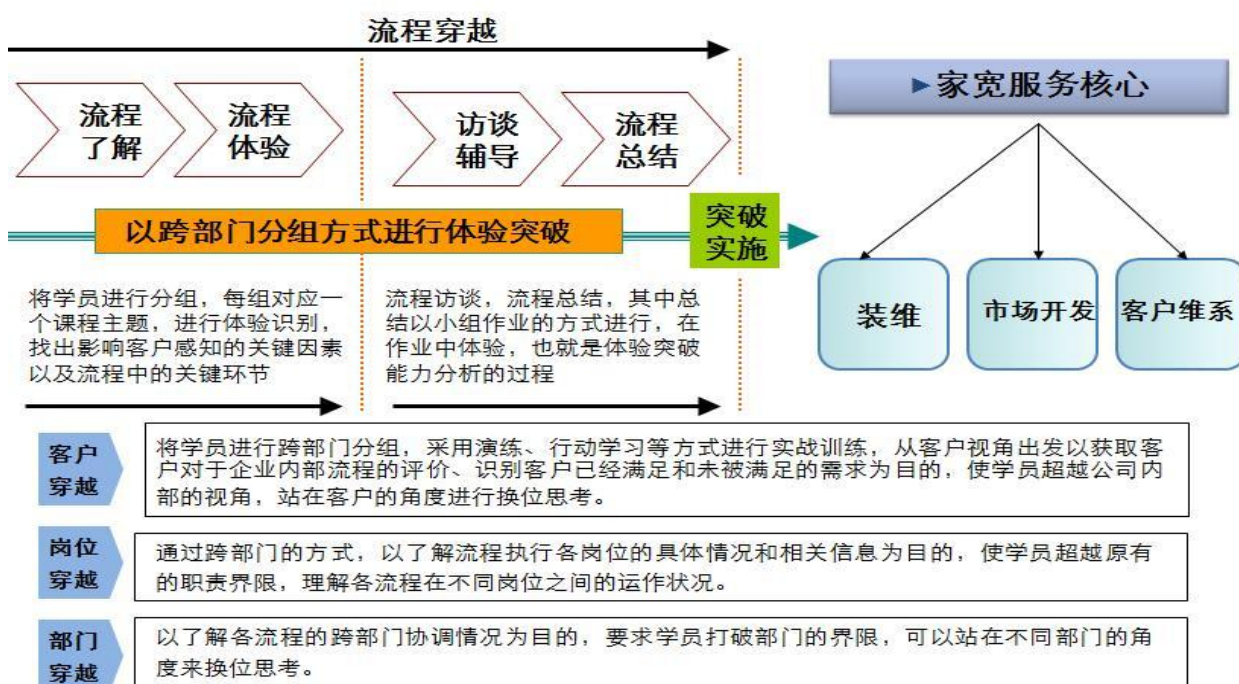 流程穿越
流程
了解
流程
体验
访谈
辅导
流程
总结
以跨部门分组方式进行体验突破
突破
实施
将学员进行分组，每组对应一
个课程主题，进行体验识别，
找出影响客户感知的关键因素
以及流程中的关键环节
流程访谈，流程总结，其中总
结以小组作业的方式进行，在
作业中体验，也就是体验突破
能力分析的过程
►家宽服务核心
装维
市场开发
客户维系
客户
穿越
将学员进行跨部门分组，采用演练、行动学习等方式进行实战训练，从客户视角出发以获取客
户对于企业内部流程的评价、识别客户已经满足和未被满足的需求为目的，使学员超越公司内
部的视角，站在客户的角度进行换位思考。
岗位
穿越
通过跨部门的方式，以了解流程执行各岗位的具体情况和相关信息为目的，使学员超越原有
的职责界限，理解各流程在不同岗位之间的运作状况。
部门
穿越
以了解各流程的跨部门协调情况为目的，要求学员打破部门的界限，可以站在不同部门的角
度来换位思考。